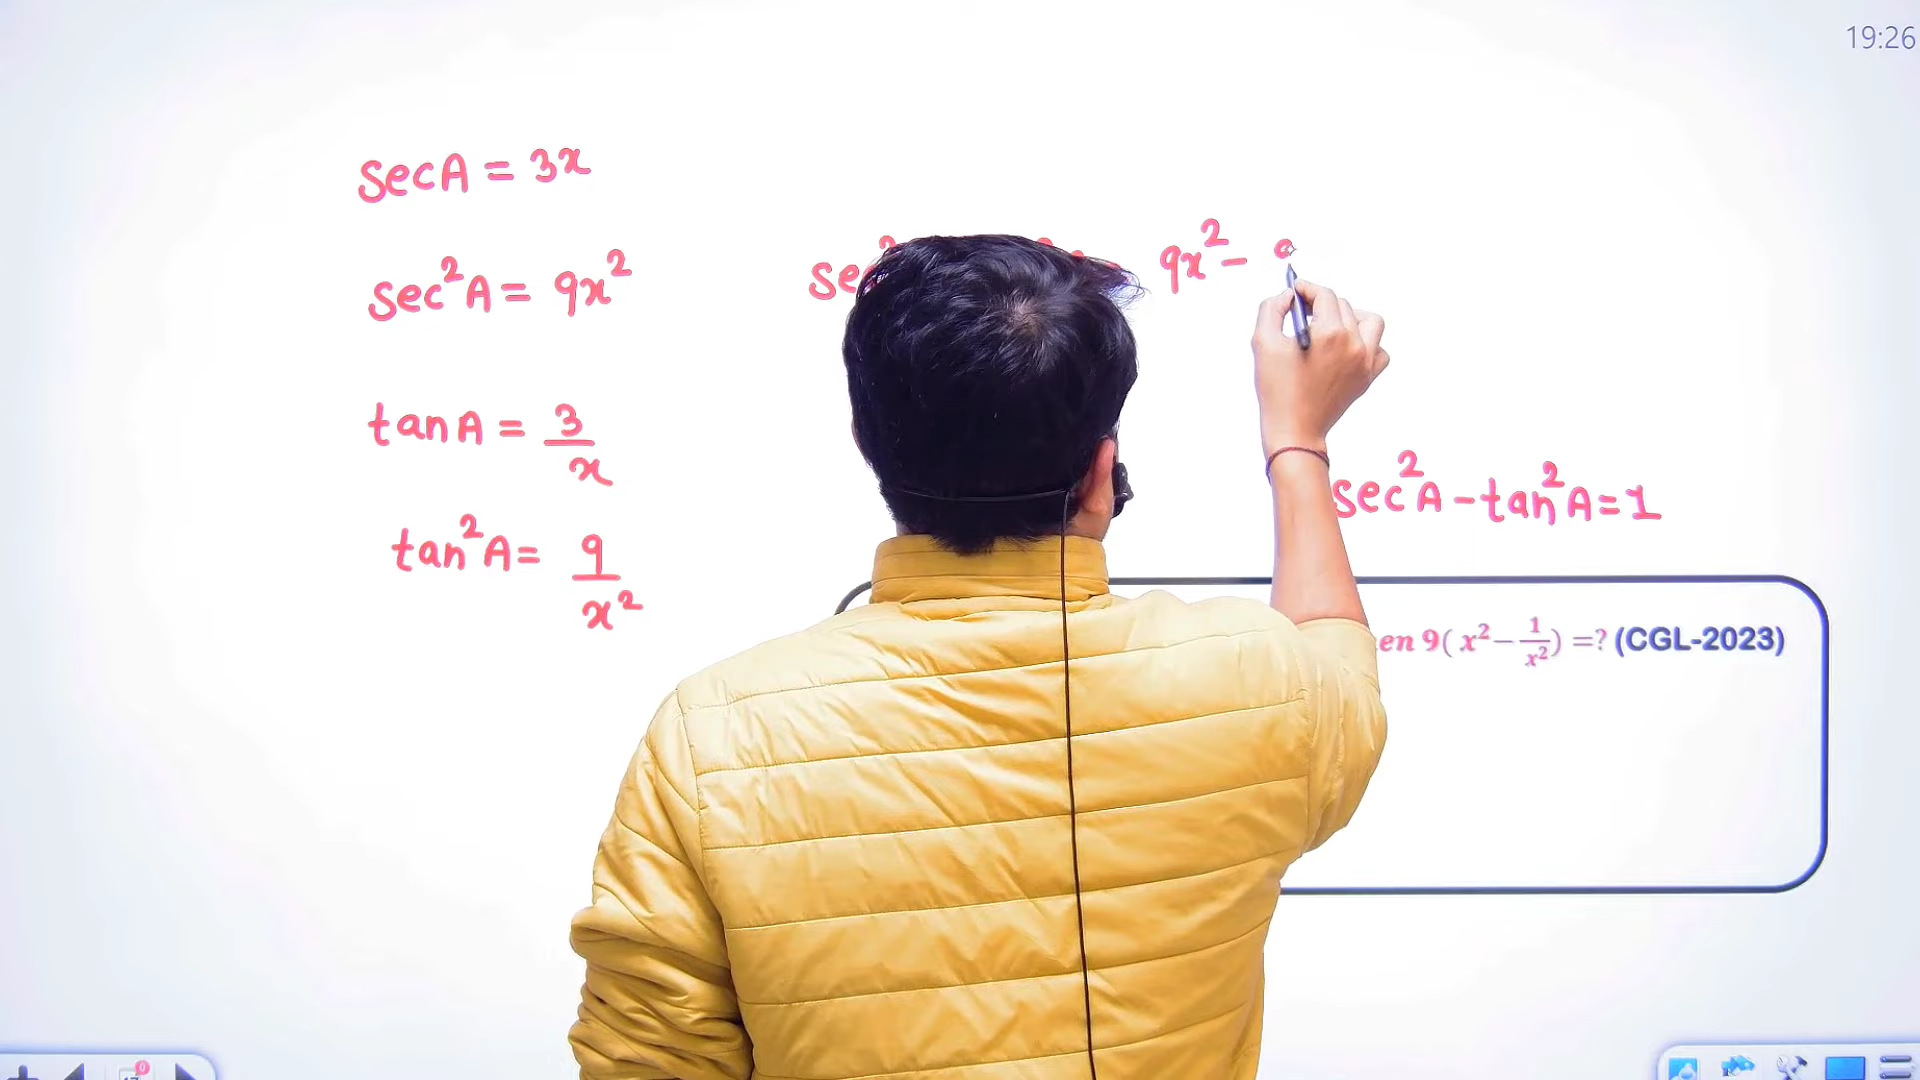 19:26
secA = 3x
sec²A = 9x²
9x² -
tanA = 3/x
sec²A - tan²A = 1
tan²A = 9/x²
9( x² - 1/x² ) =? (CGL-2023)